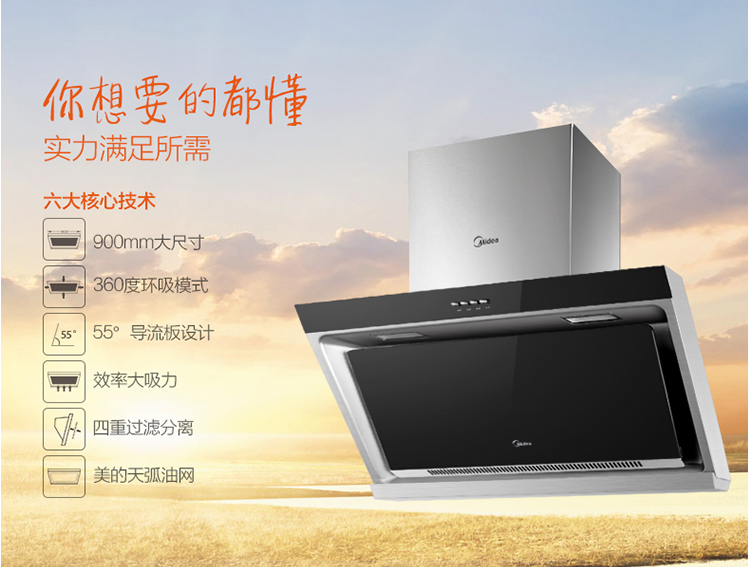 你想要的都懂
实力满足所需
六大核心技术
900mm大尺寸
360度环吸模式
55°
55° 导流板设计
效率大吸力
四重过滤分离
美的天弧油网
Midea
Midea